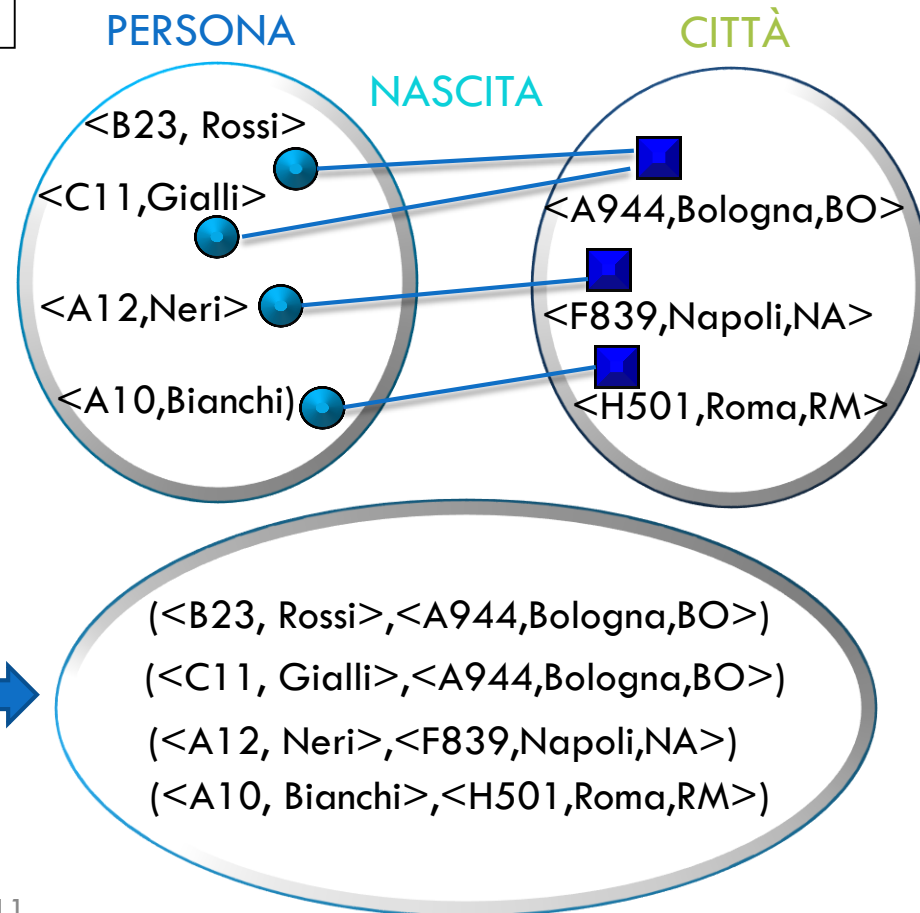 PERSONA
CITTÀ
NASCITA
<B23, Rossi>
<C11,Gialli>
<A944,Bologna,BO>
<A12,Neri>
<F839,Napoli,NA>
<A10,Bianchi)
<H501,Roma,RM>
(<B23, Rossi>,<A944,Bologna,BO>)
(<C11, Gialli>,<A944,Bologna,BO>)
(<A12, Neri>,<F839,Napoli,NA>)
(<A10, Bianchi>,<H501,Roma,RM>)
11